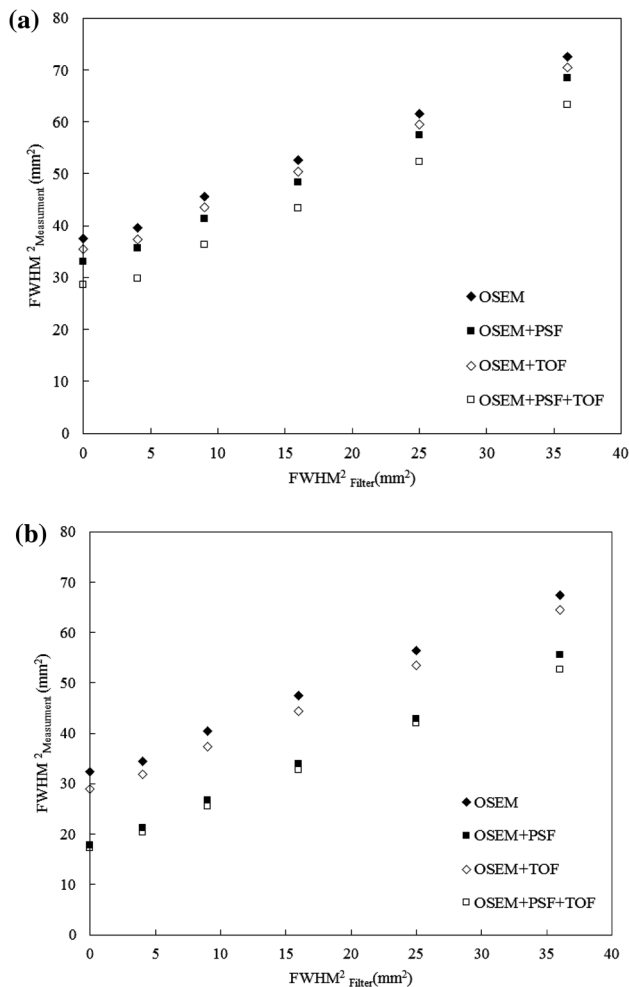 (a)
80
70
60
50
40
30
20
10
0
FWHM ²Measurment (mm²)
◆ OSEM
■ OSEM+PSF
◇ OSEM+TOF
□ OSEM+PSF+TOF
0 5 10 15 20 25 30 35 40
FWHM² Filter(mm²)
(b)
80
70
60
50
40
30
20
10
0
FWHM ²Measurment (mm²)
◆ OSEM
■ OSEM+PSF
◇ OSEM+TOF
□ OSEM+PSF+TOF
0 5 10 15 20 25 30 35 40
FWHM² Filter(mm²)